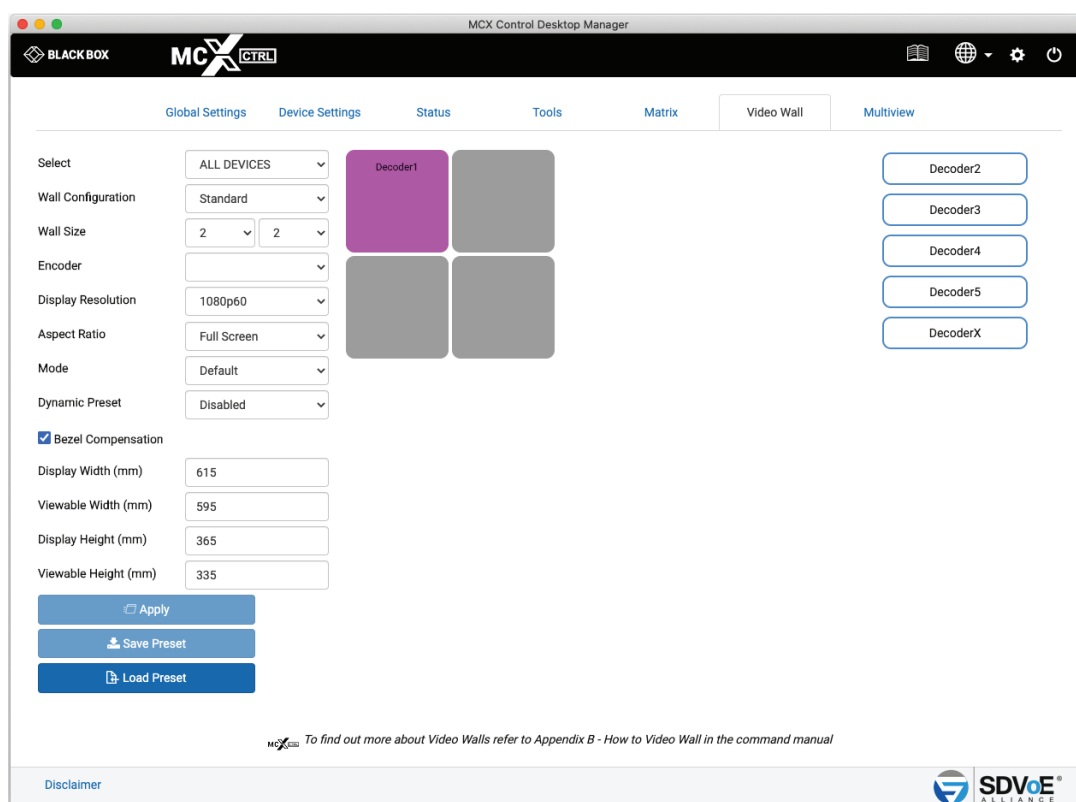 MCX Control Desktop Manager
BLACK BOX
MCX CTRL
Global Settings Device Settings Status Tools Matrix Video Wall Multiview
Select ALL DEVICES
Wall Configuration Standard
Wall Size 2 2
Encoder
Display Resolution 1080p60
Aspect Ratio Full Screen
Mode Default
Dynamic Preset Disabled
Bezel Compensation
Display Width (mm) 615
Viewable Width (mm) 595
Display Height (mm) 365
Viewable Height (mm) 335
Apply
Save Preset
Load Preset
Decoder1
Decoder2
Decoder3
Decoder4
Decoder5
DecoderX
MCX CTRL To find out more about Video Walls refer to Appendix B - How to Video Wall in the command manual
Disclaimer
SDVoE®
ALLIANCE